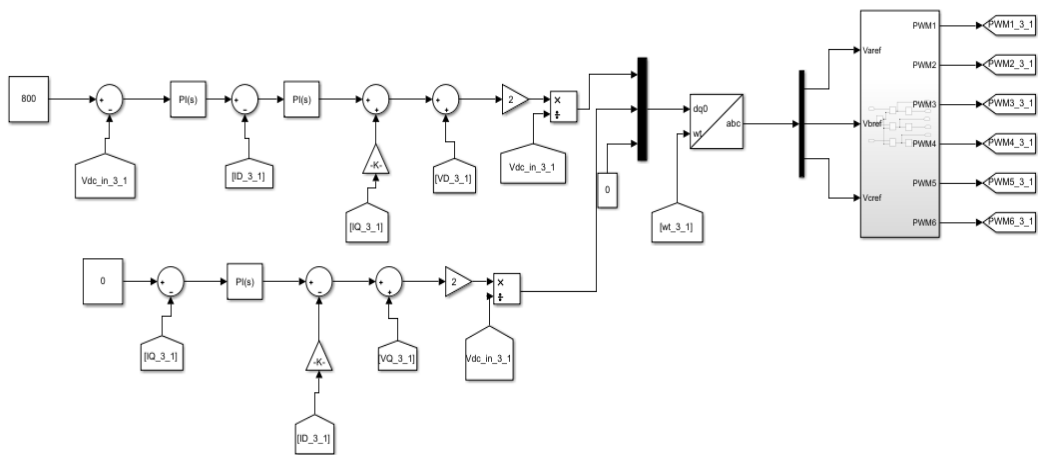 800
+
-
PI(s)
+
-
PI(s)
+
+
+
+
2
×
÷
Vdc_in_3_1
[ID_3_1]
-K-
[IQ_3_1]
[VD_3_1]
Vdc_in_3_1
0
dq0
wt
abc
[wt_3_1]
Varef
Vbref
Vcref
PWM1
PWM2
PWM3
PWM4
PWM5
PWM6
PWM1_3_1
PWM2_3_1
PWM3_3_1
PWM4_3_1
PWM5_3_1
PWM6_3_1
0
+
-
PI(s)
+
-
+
+
2
×
÷
[IQ_3_1]
-K-
[ID_3_1]
[VQ_3_1]
Vdc_in_3_1